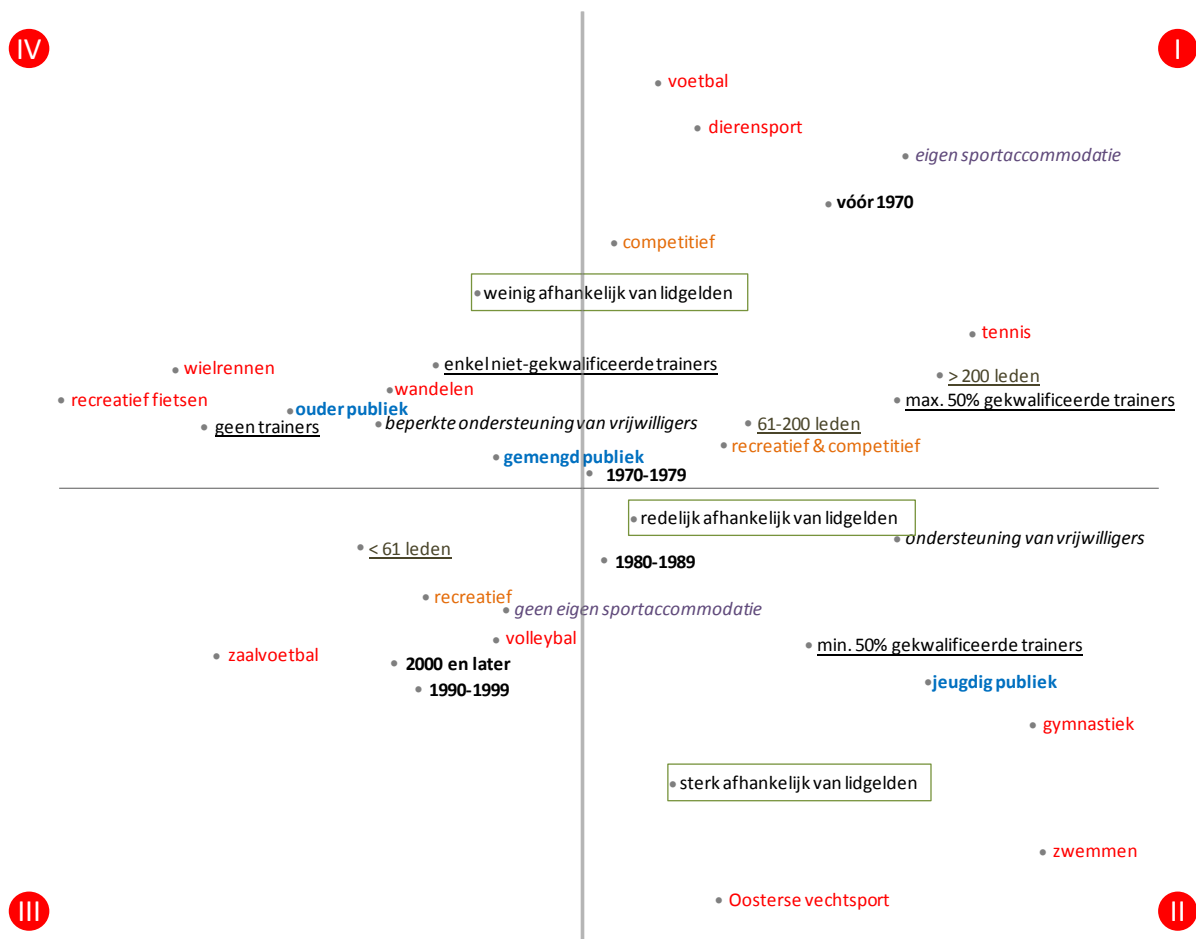 IV
I
voetbal
dierensport
eigen sportaccommodatie
vóór 1970
competitief
weinig afhankelijk van lidgelden
tennis
enkel niet-gekwalificeerde trainers
wielrennen
> 200 leden
wandelen
recreatief fietsen
max. 50% gekwalificeerde trainers
ouder publiek
beperkte ondersteuning van vrijwilligers
61-200 leden
geen trainers
recreatief & competitief
gemengd publiek
1970-1979
redelijk afhankelijk van lidgelden
ondersteuning van vrijwilligers
< 61 leden
1980-1989
recreatief
geen eigen sportaccommodatie
volleybal
min. 50% gekwalificeerde trainers
zaalvoetbal
2000 en later
jeugdig publiek
1990-1999
gymnastiek
sterk afhankelijk van lidgelden
zwemmen
Oosterse vechtsport
III
II